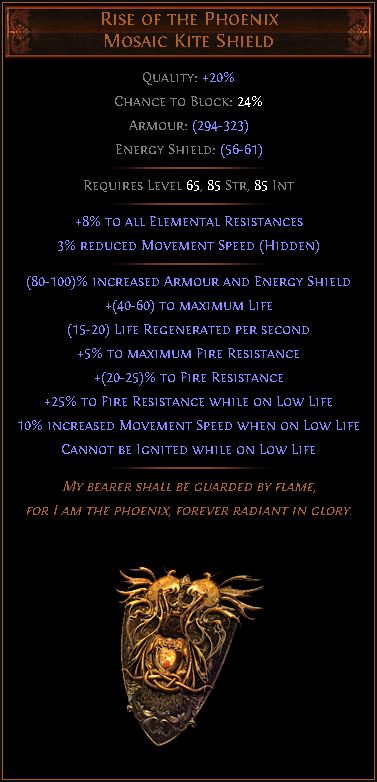 Rise of the Phoenix
Mosaic Kite Shield
Quality: +20%
Chance to Block: 24%
Armour: (294-323)
Energy Shield: (56-61)
Requires Level 65, 85 Str, 85 Int
+8% to all Elemental Resistances
3% reduced Movement Speed (Hidden)
(80-100)% increased Armour and Energy Shield
+(40-60) to maximum Life
(15-20) Life Regenerated per second
+5% to maximum Fire Resistance
+(20-25)% to Fire Resistance
+25% to Fire Resistance while on Low Life
10% increased Movement Speed when on Low Life
Cannot be Ignited while on Low Life
My bearer shall be guarded by flame,
for I am the phoenix, forever radiant in glory.